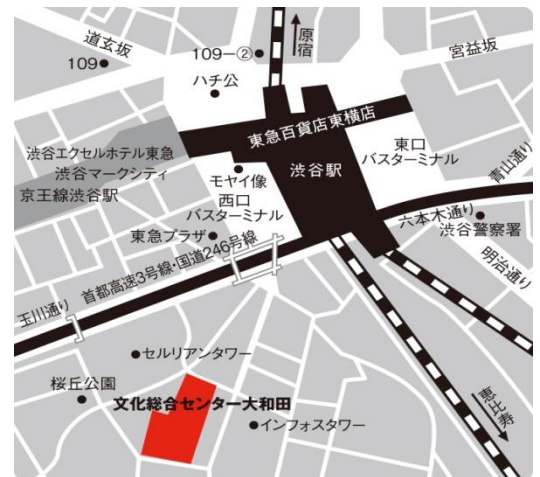 道玄坂
109-②
原宿
宮益坂
109
ハチ公
東急百貨店東横店
渋谷エクセルホテル東急
渋谷マークシティ
京王線渋谷駅
モヤイ像
西口
バスターミナル
渋谷駅
東口
バスターミナル
青山通り
六本木通り
渋谷警察署
明治通り
東急プラザ
首都高速3号線・国道246号線
玉川通り
セルリアンタワー
桜丘公園
文化総合センター大和田
インフォスタワー
恵比寿